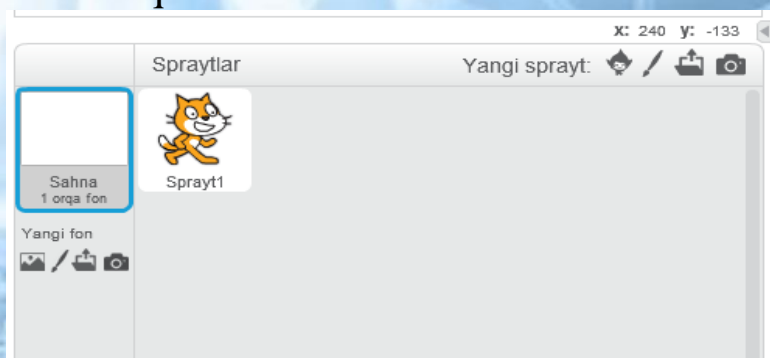 x: 240 y: -133
Spraytlar Yangi sprayt:
Sahna
1 orqa fon
Sprayt1
Yangi fon